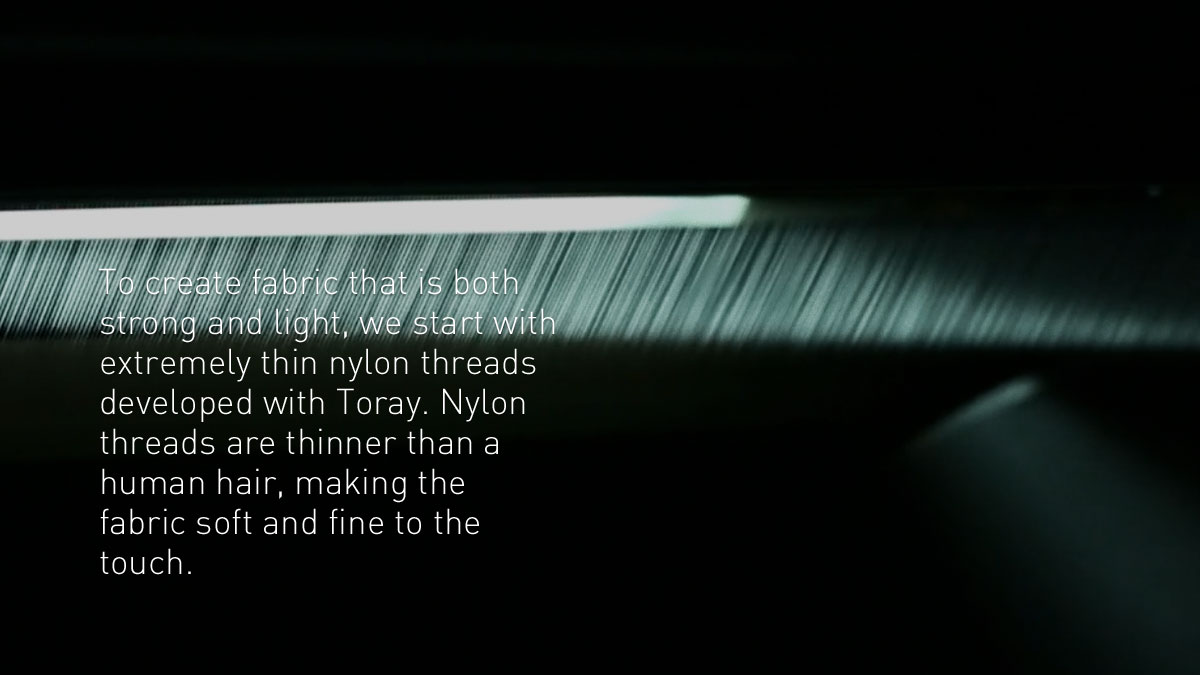 To create fabric that is both
strong and light, we start with
extremely thin nylon threads
developed with Toray. Nylon
threads are thinner than a
human hair, making the
fabric soft and fine to the
touch.